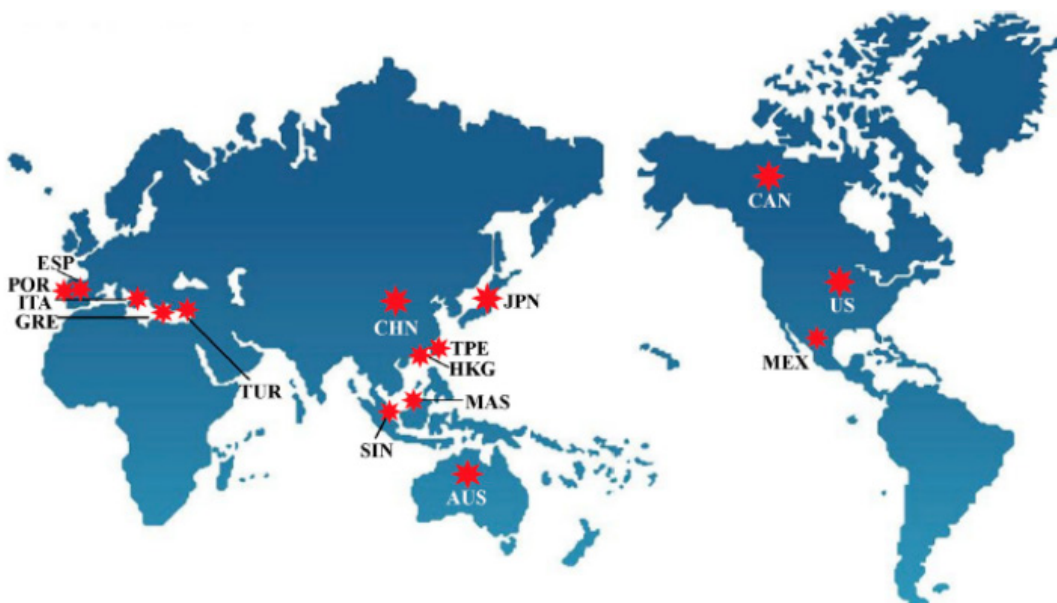 CAN
ESP
POR
ITA
GRE
CHN
JPN
US
TPE
HKG
MEX
TUR
MAS
SIN
AUS